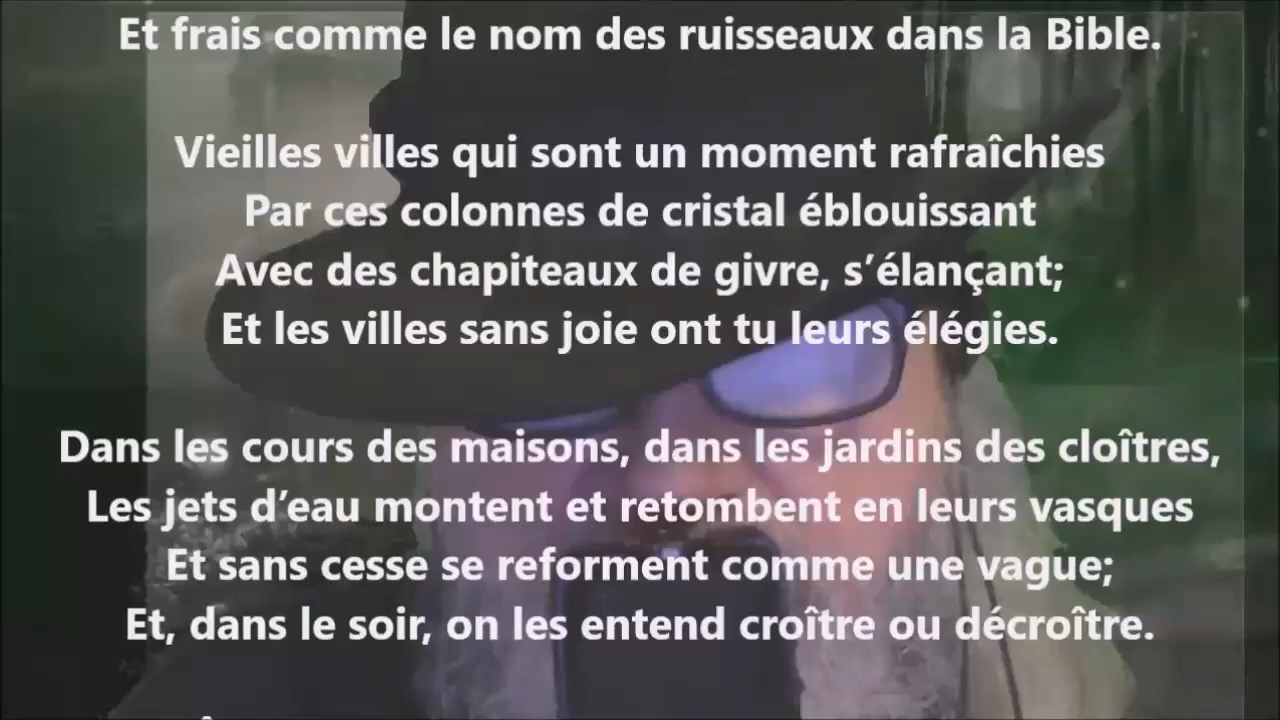 Et frais comme le nom des ruisseaux dans la Bible.
Vieilles villes qui sont un moment rafraîchies
Par ces colonnes de cristal éblouissant
Avec des chapiteaux de givre, s’élançant;
Et les villes sans joie ont tu leurs élégies.
Dans les cours des maisons, dans les jardins des cloîtres,
Les jets d’eau montent et retombent en leurs vasques
Et sans cesse se reforment comme une vague;
Et, dans le soir, on les entend croître ou décroître.